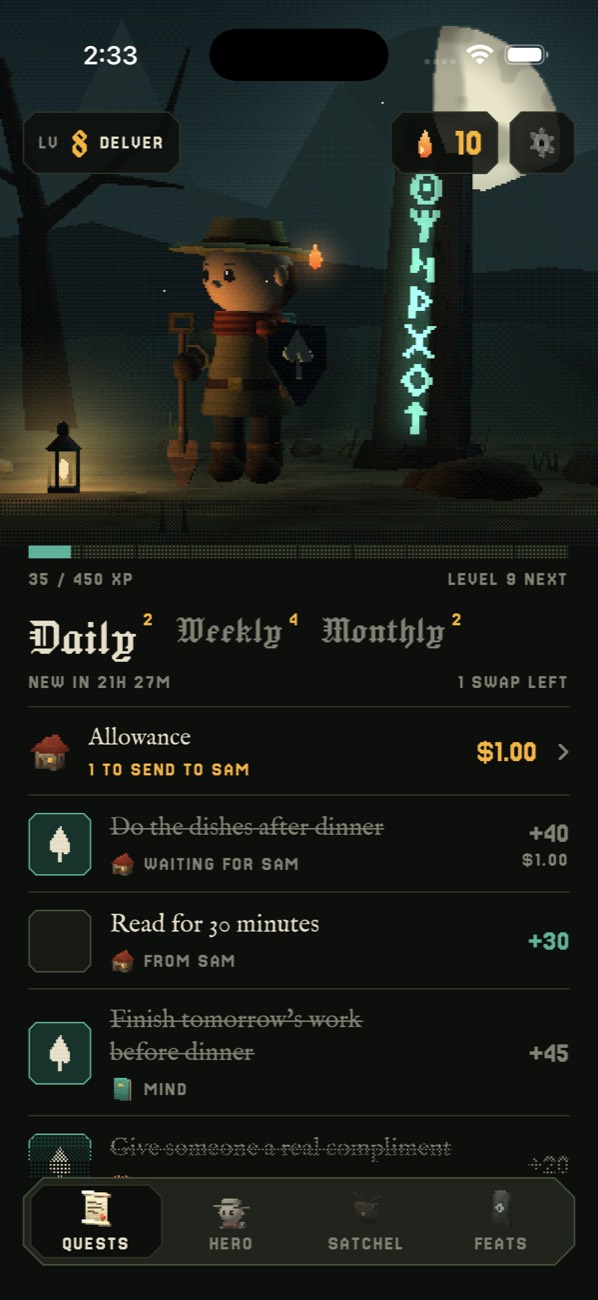 2:33
LV 8 DELVER
10
ᛟ
ᛉ
ᚺ
ᚦ
ᛞ
ᛜ
ᛏ
35 / 450 XP
LEVEL 9 NEXT
Daily 2 Weekly 4 Monthly 2
NEW IN 21H 27M
1 SWAP LEFT
Allowance
$1.00
1 TO SEND TO SAM
Do the dishes after dinner
+40
WAITING FOR SAM
$1.00
Read for 30 minutes
+30
FROM SAM
Finish tomorrow's work
before dinner
+45
MIND
Give someone a real compliment
+20
QUESTS HERO SATCHEL FEATS